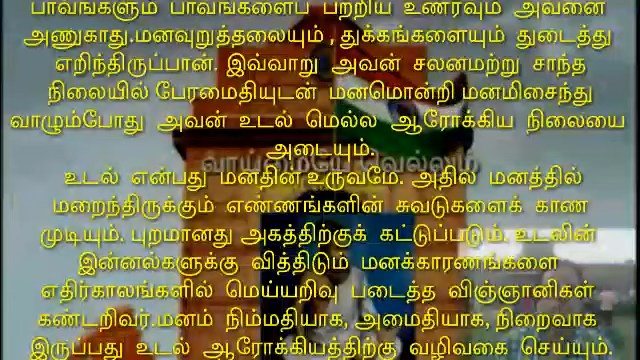 பாவங்களும் பாவங்களைப் பற்றிய உணர்வும் அவனை
அணுகாது.மனவுறுத்தலையும் , துக்கங்களையும் துடைத்து
எறிந்திருப்பான். இவ்வாறு அவன் சலனமற்று சாந்த
நிலையில் பேரமைதியுடன் மனமொன்றி மனமிசைந்து
வாழும்போது அவன் உடல் மெல்ல ஆரோக்கிய நிலையை
அடையும்.
வாய்மையே வெல்லும்
உடல் என்பது மனதின் உருவமே. அதில் மனத்தில்
மறைந்திருக்கும் எண்ணங்களின் சுவடுகளைக் காண
முடியும். புறமானது அகத்திற்குக் கட்டுப்படும். உடலின்
இன்னல்களுக்கு வித்திடும் மனக்காரணங்களை
எதிர்காலங்களில் மெய்யறிவு படைத்த விஞ்ஞானிகள்
கண்டறிவர்.மனம் நிம்மதியாக, அமைதியாக, நிறைவாக
இருப்பது உடல் ஆரோக்கியத்திற்கு வழிவகை செய்யும்.